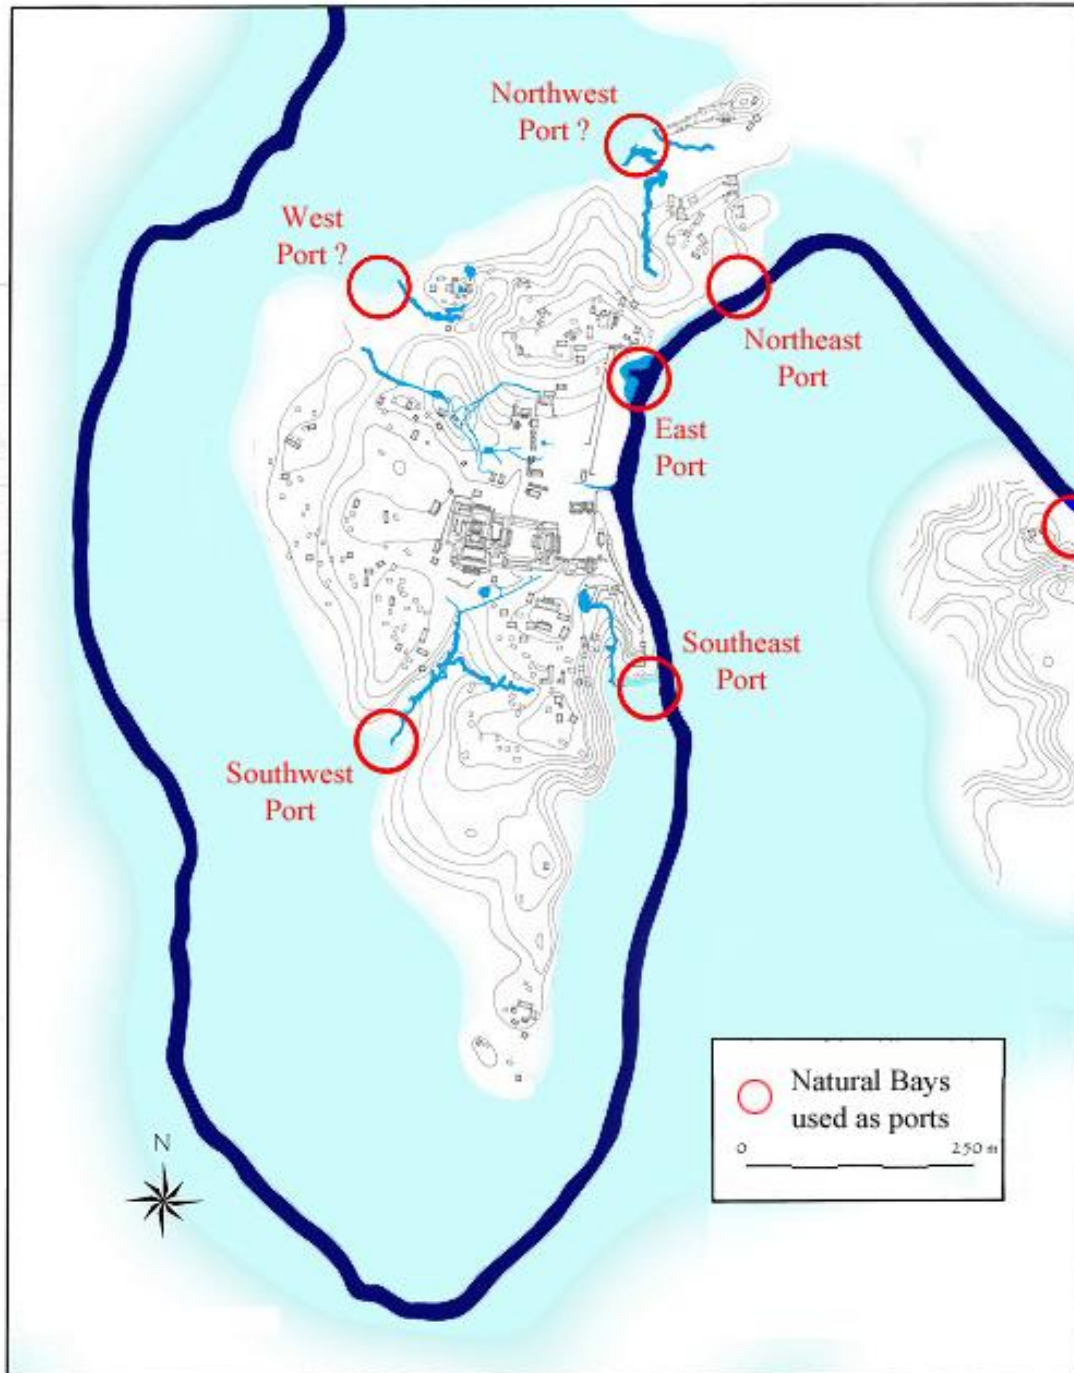 Northwest
Port ?
West
Port ?
Northeast
Port
East
Port
Southeast
Port
Southwest
Port
Natural Bays
used as ports
0 250 m
N